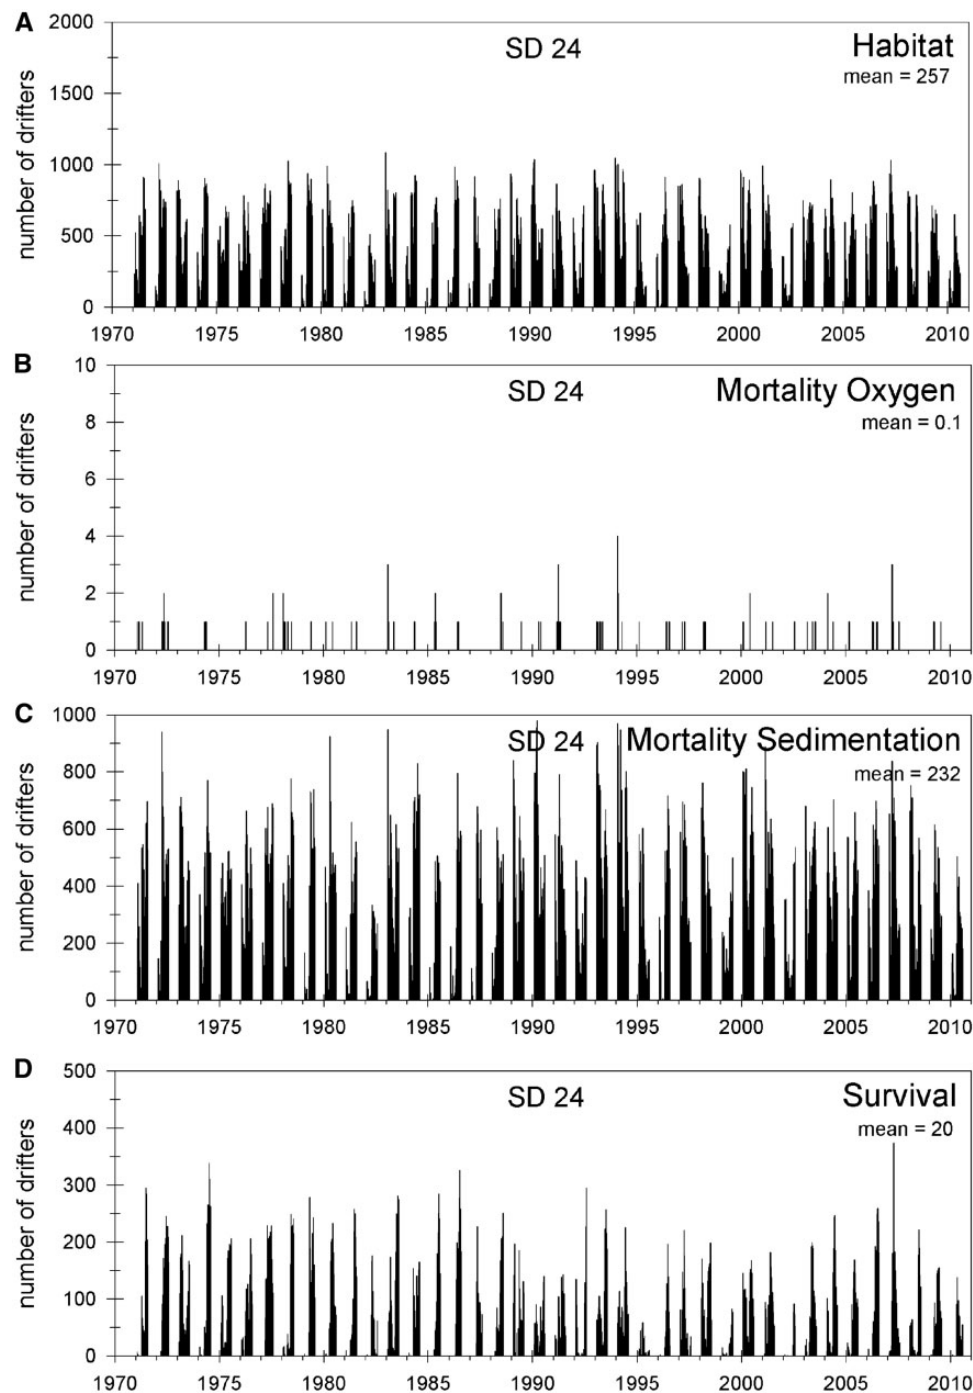 A
2000
1500
1000
500
0
number of drifters
SD 24
Habitat
mean = 257
1970 1975 1980 1985 1990 1995 2000 2005 2010
B
10
8
6
4
2
0
number of drifters
SD 24
Mortality Oxygen
mean = 0.1
1970 1975 1980 1985 1990 1995 2000 2005 2010
C
1000
800
600
400
200
0
number of drifters
SD 24
Mortality Sedimentation
mean = 232
1970 1975 1980 1985 1990 1995 2000 2005 2010
D
500
400
300
200
100
0
number of drifters
SD 24
Survival
mean = 20
1970 1975 1980 1985 1990 1995 2000 2005 2010